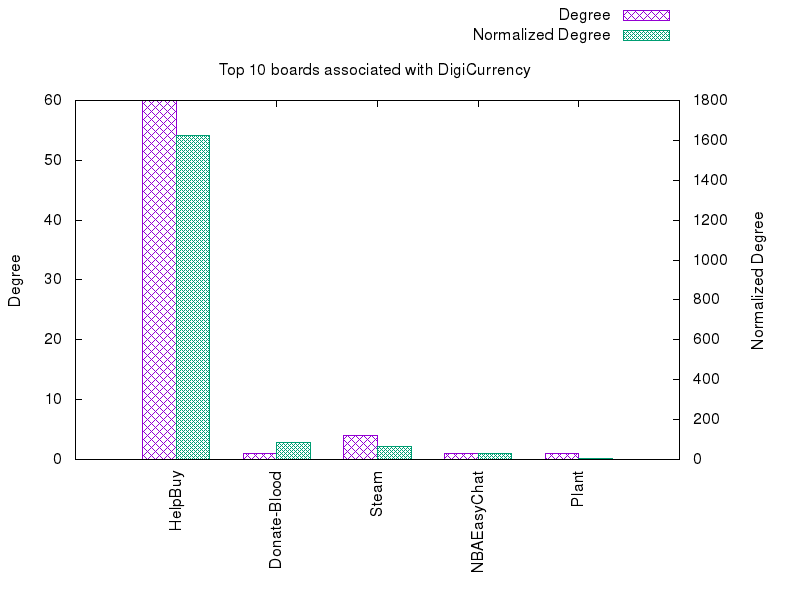 Degree
Normalized Degree
Top 10 boards associated with DigiCurrency
60
50
40
30
20
10
0
Degree
1800
1600
1400
1200
1000
800
600
400
200
0
Normalized Degree
HelpBuy
Donate-Blood
Steam
NBAEasyChat
Plant